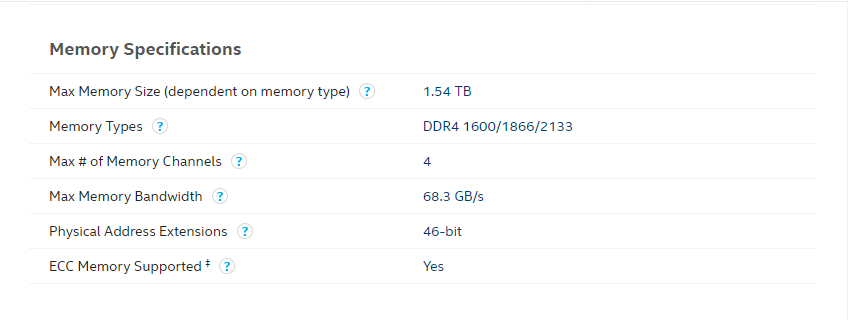 Memory Specifications
Max Memory Size (dependent on memory type) ? 1.54 TB
Memory Types ? DDR4 1600/1866/2133
Max # of Memory Channels ? 4
Max Memory Bandwidth ? 68.3 GB/s
Physical Address Extensions ? 46-bit
ECC Memory Supported ‡ ? Yes